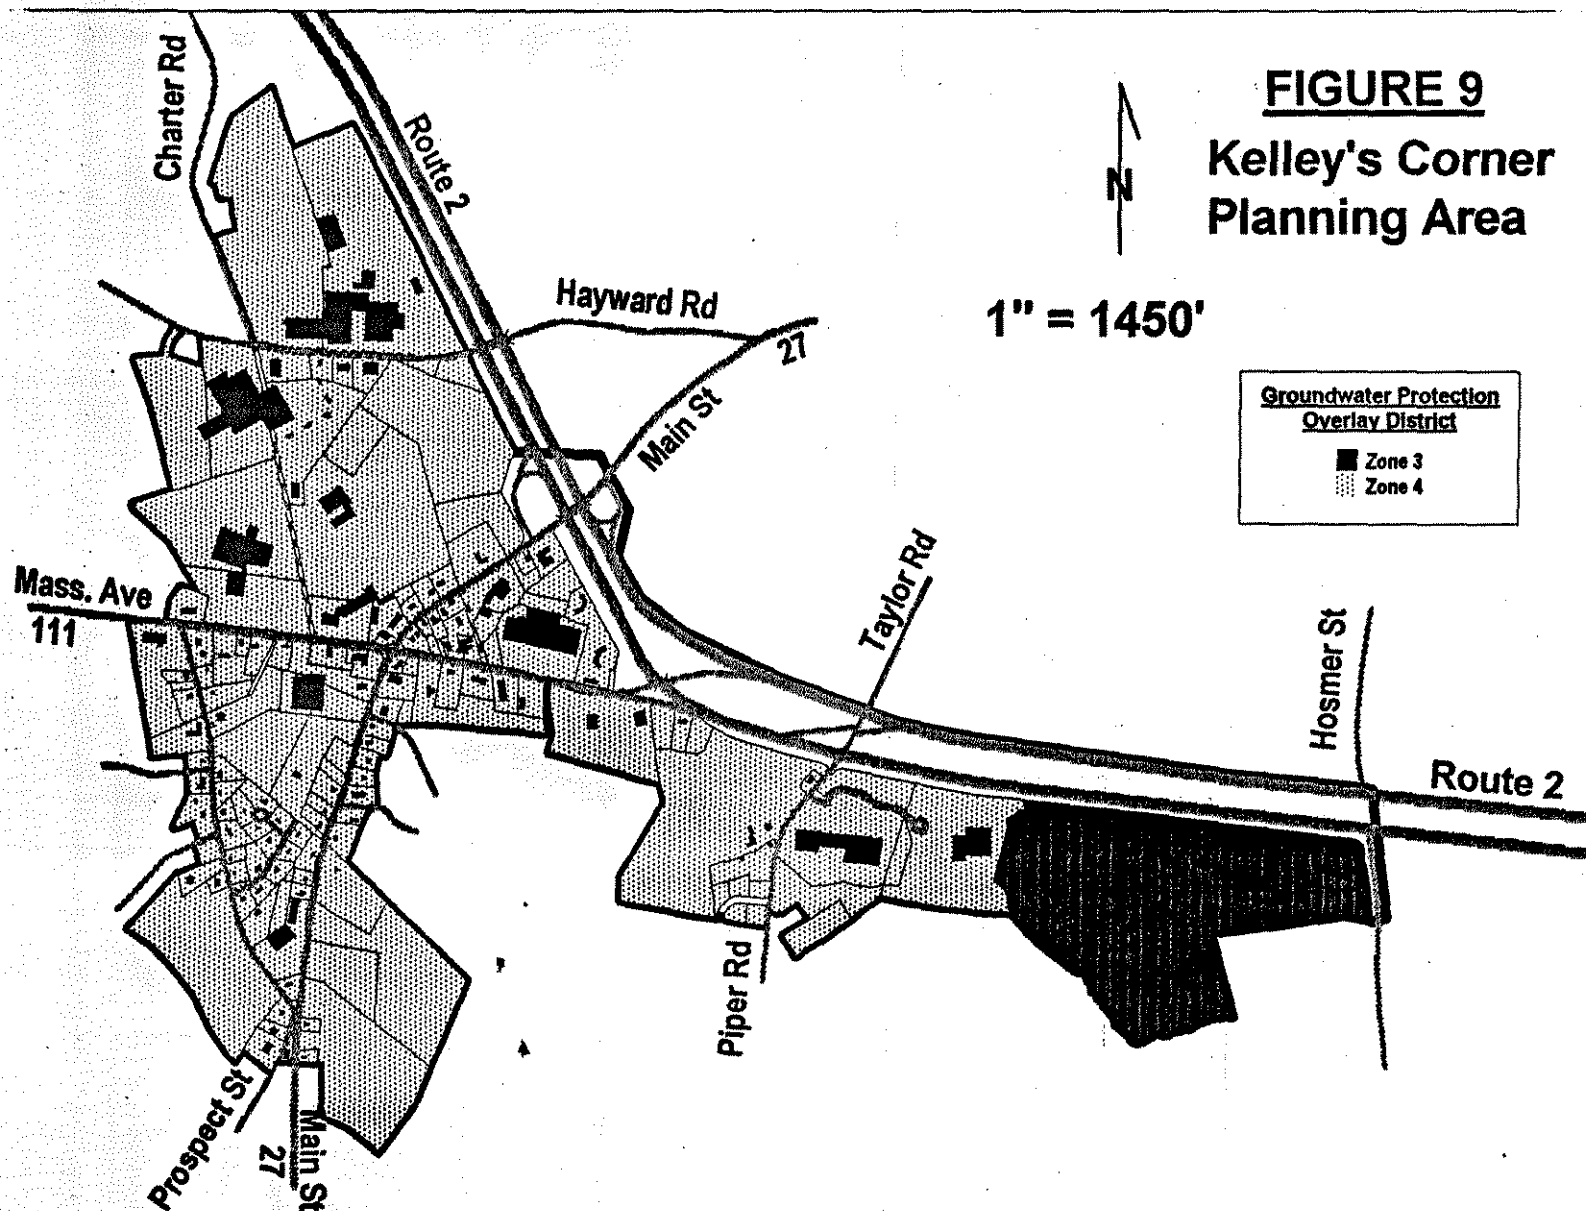 FIGURE 9
Kelley's Corner
Planning Area
N
1" = 1450'
Groundwater Protection
Overlay District
Zone 3
Zone 4
Charter Rd
Route 2
Hayward Rd
27
Main St
Mass. Ave
111
Taylor Rd
Hosmer St
Route 2
Piper Rd
Prospect St
27
Main St